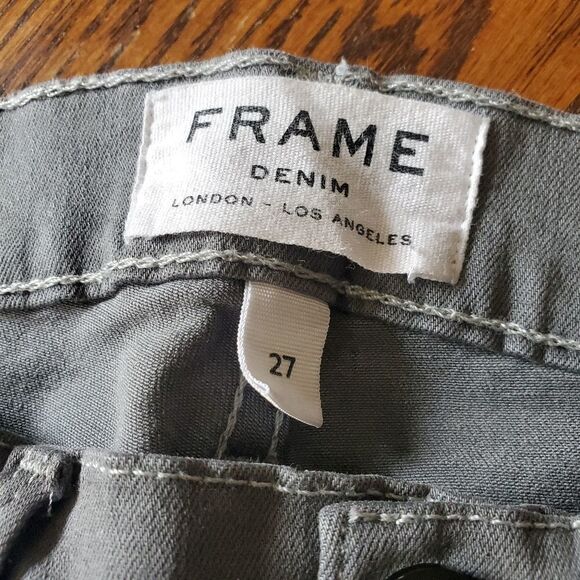 FRAME
DENIM
LONDON - LOS ANGELES
27